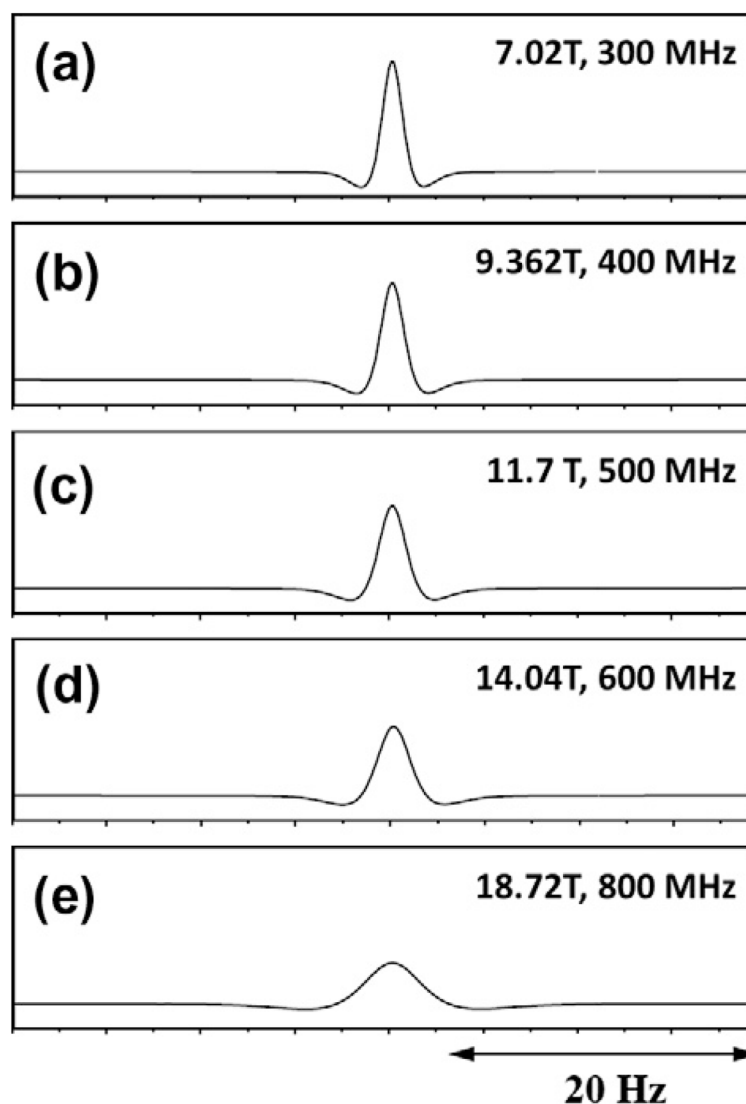 (a) 7.02T, 300 MHz
(b) 9.362T, 400 MHz
(c) 11.7 T, 500 MHz
(d) 14.04T, 600 MHz
(e) 18.72T, 800 MHz
20 Hz